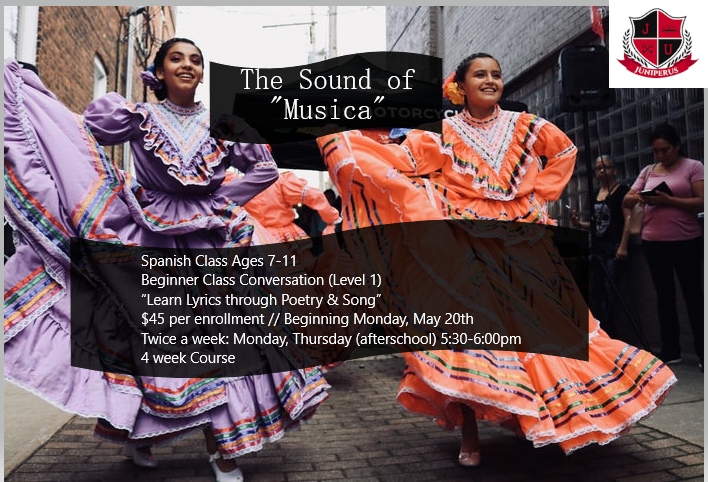 The Sound of
"Musica"
J
U
JUNIPERUS
OTORCYC
Spanish Class Ages 7-11
Beginner Class Conversation (Level 1)
“Learn Lyrics through Poetry & Song”
$45 per enrollment // Beginning Monday, May 20th
Twice a week: Monday, Thursday (afterschool) 5:30-6:00pm
4 week Course